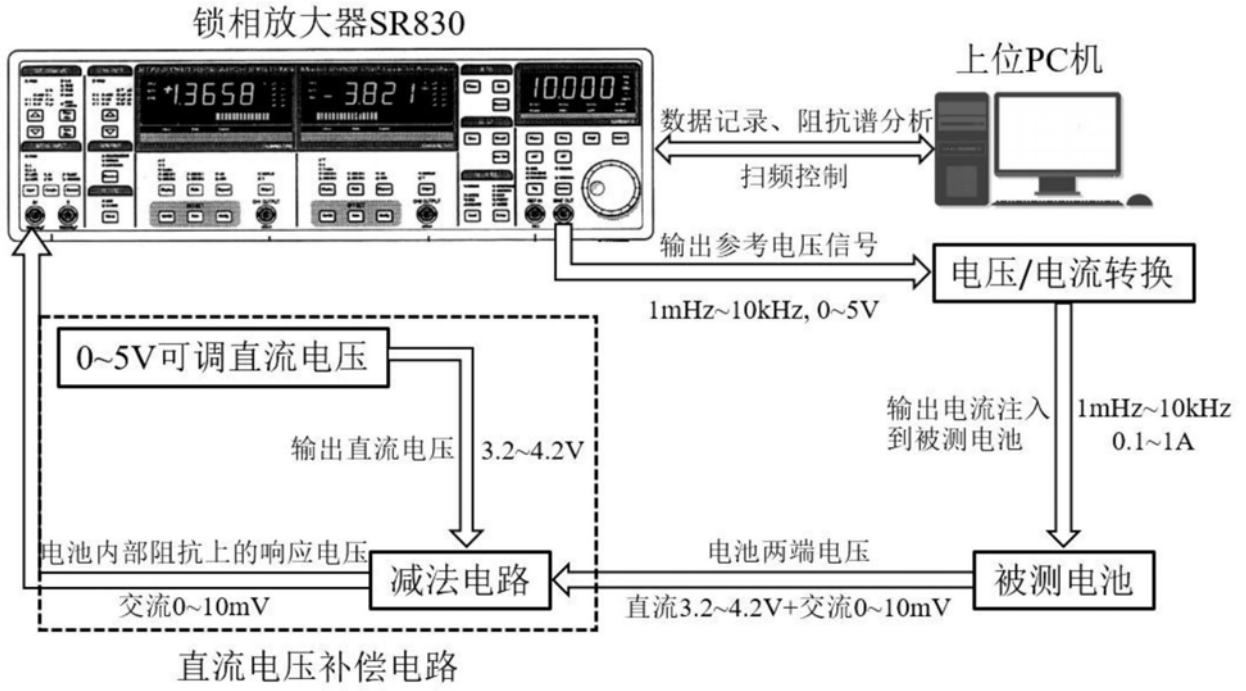 锁相放大器SR830
上位PC机
1.3658
3.821
10.000
数据记录、阻抗谱分析
扫频控制
输出参考电压信号
1mHz~10kHz, 0~5V
电压/电流转换
0~5V可调直流电压
输出直流电压
3.2~4.2V
输出电流注入
到被测电池
1mHz~10kHz
0.1~1A
电池内部阻抗上的响应电压
交流0~10mV
减法电路
电池两端电压
直流3.2~4.2V+交流0~10mV
被测电池
直流电压补偿电路